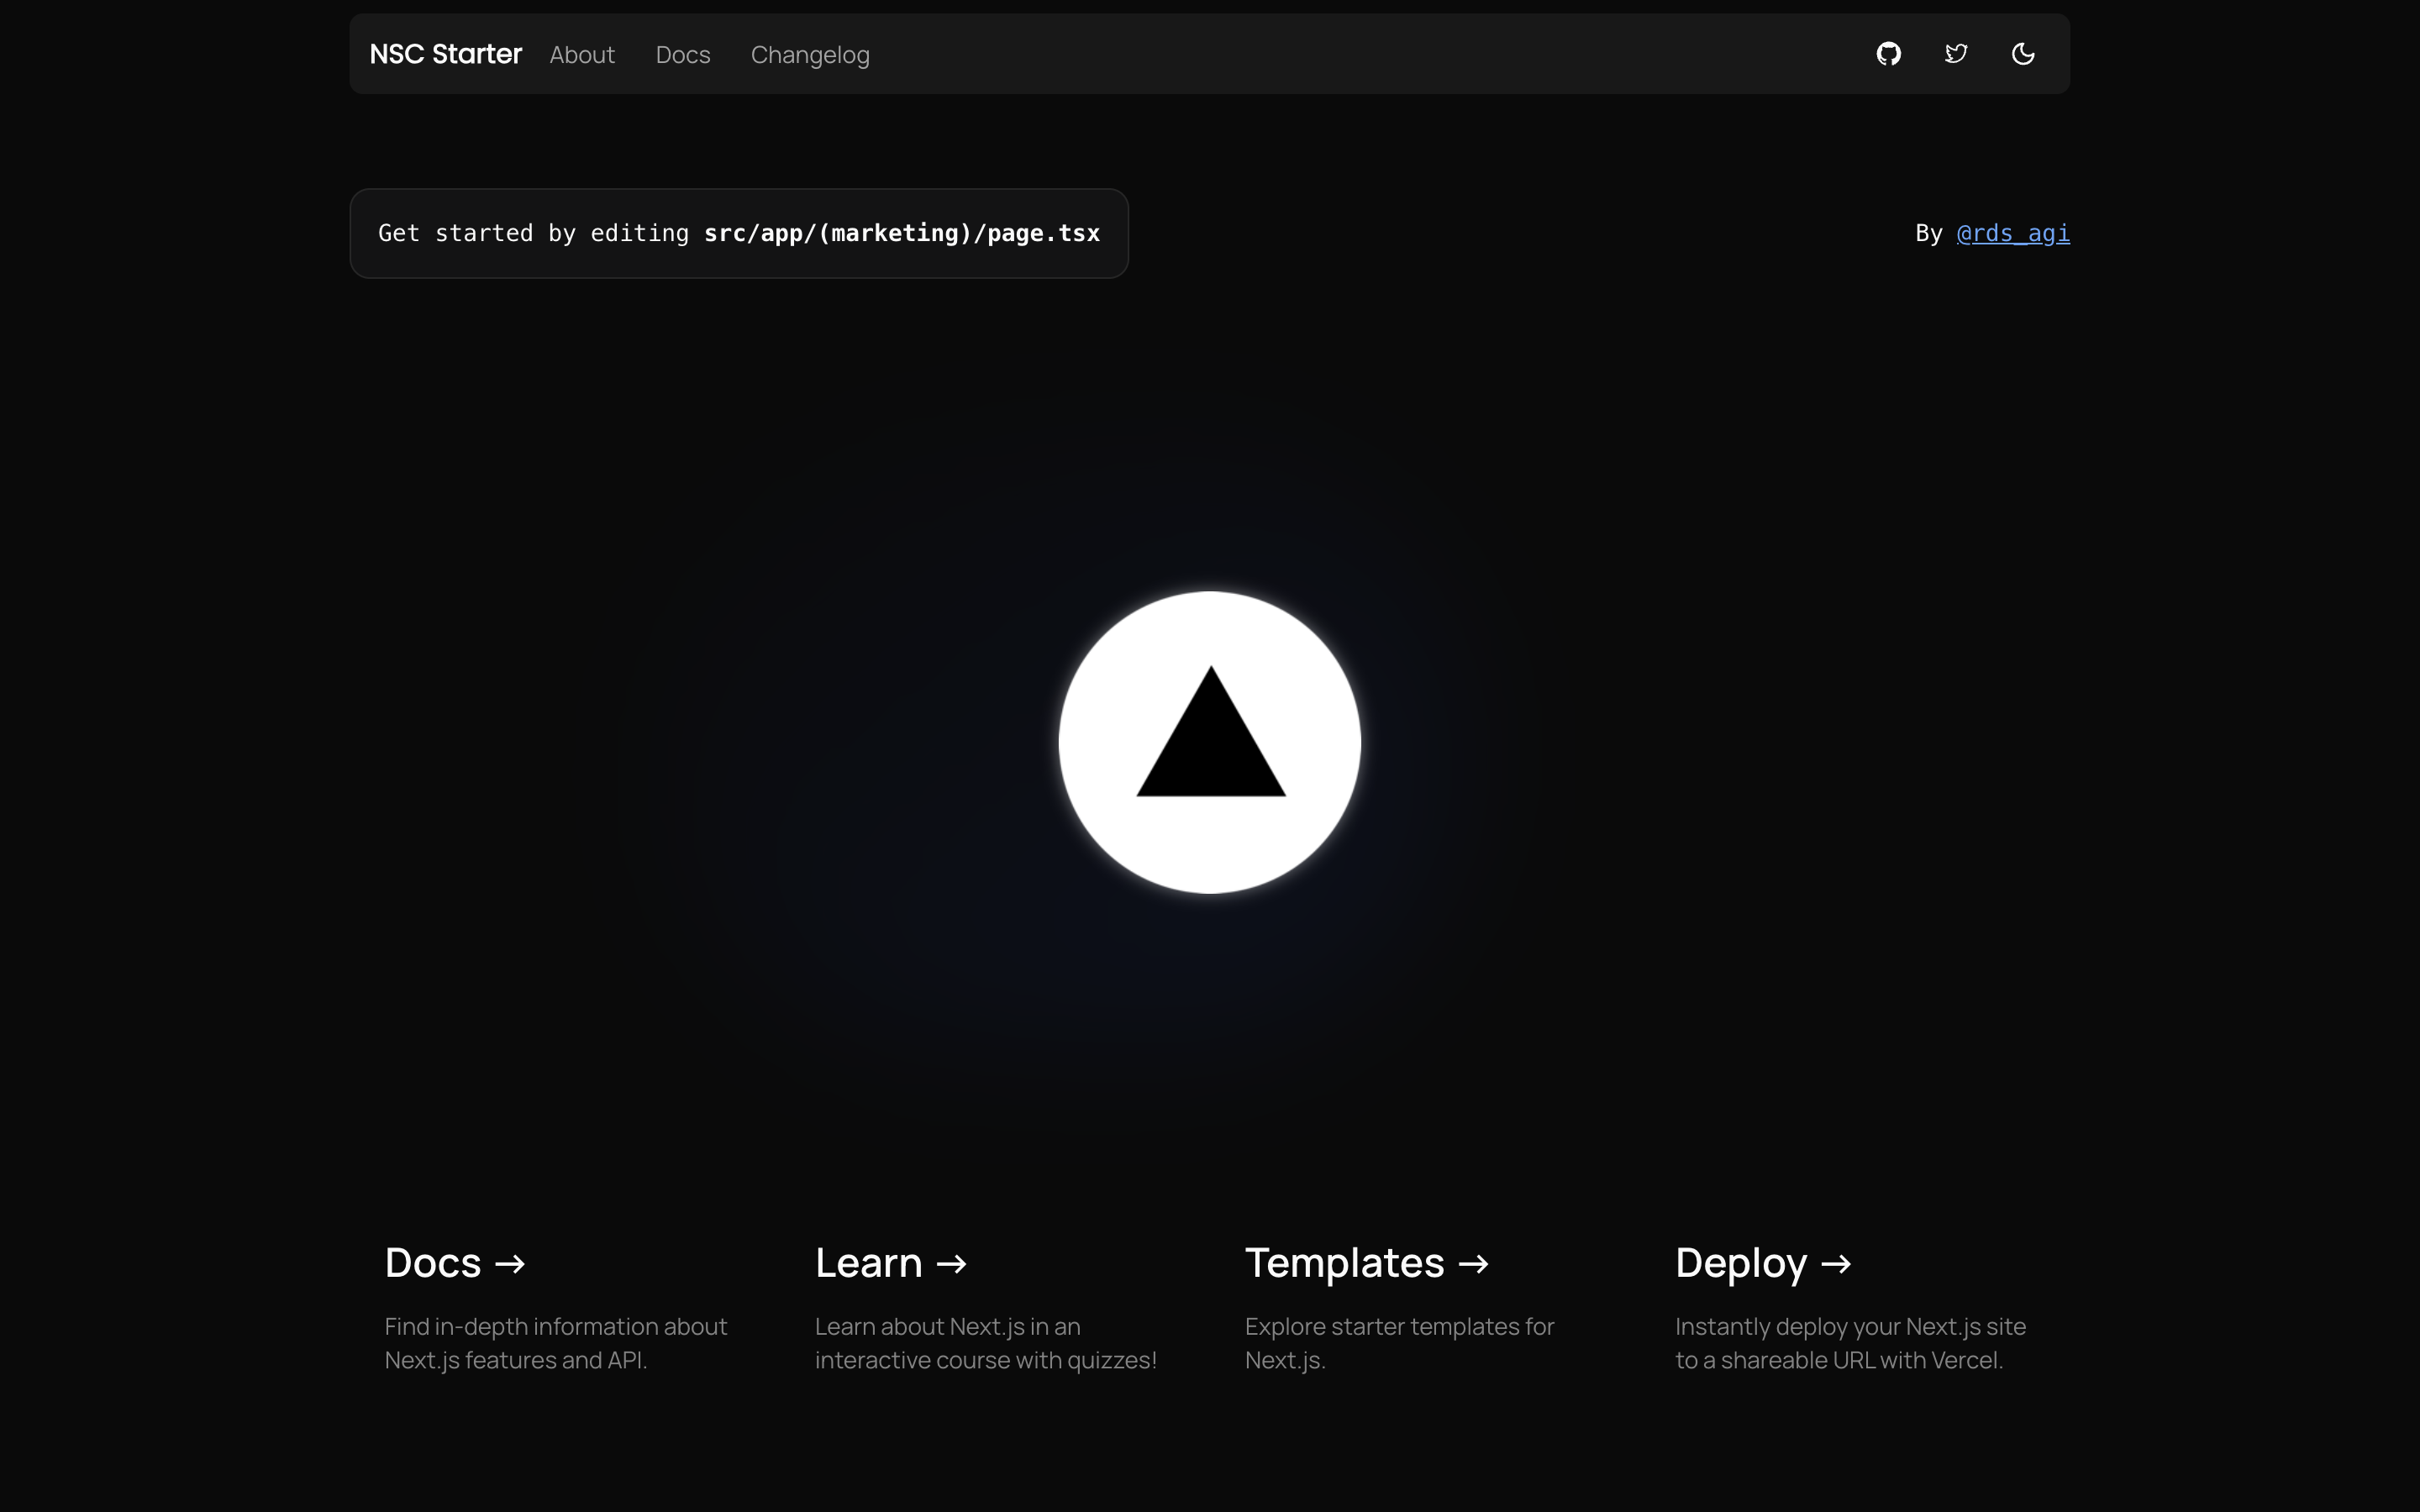 NSC Starter About Docs Changelog
Get started by editing src/app/(marketing)/page.tsx
By @rds_agi
Docs →
Find in-depth information about
Next.js features and API.
Learn →
Learn about Next.js in an
interactive course with quizzes!
Templates →
Explore starter templates for
Next.js.
Deploy →
Instantly deploy your Next.js site
to a shareable URL with Vercel.